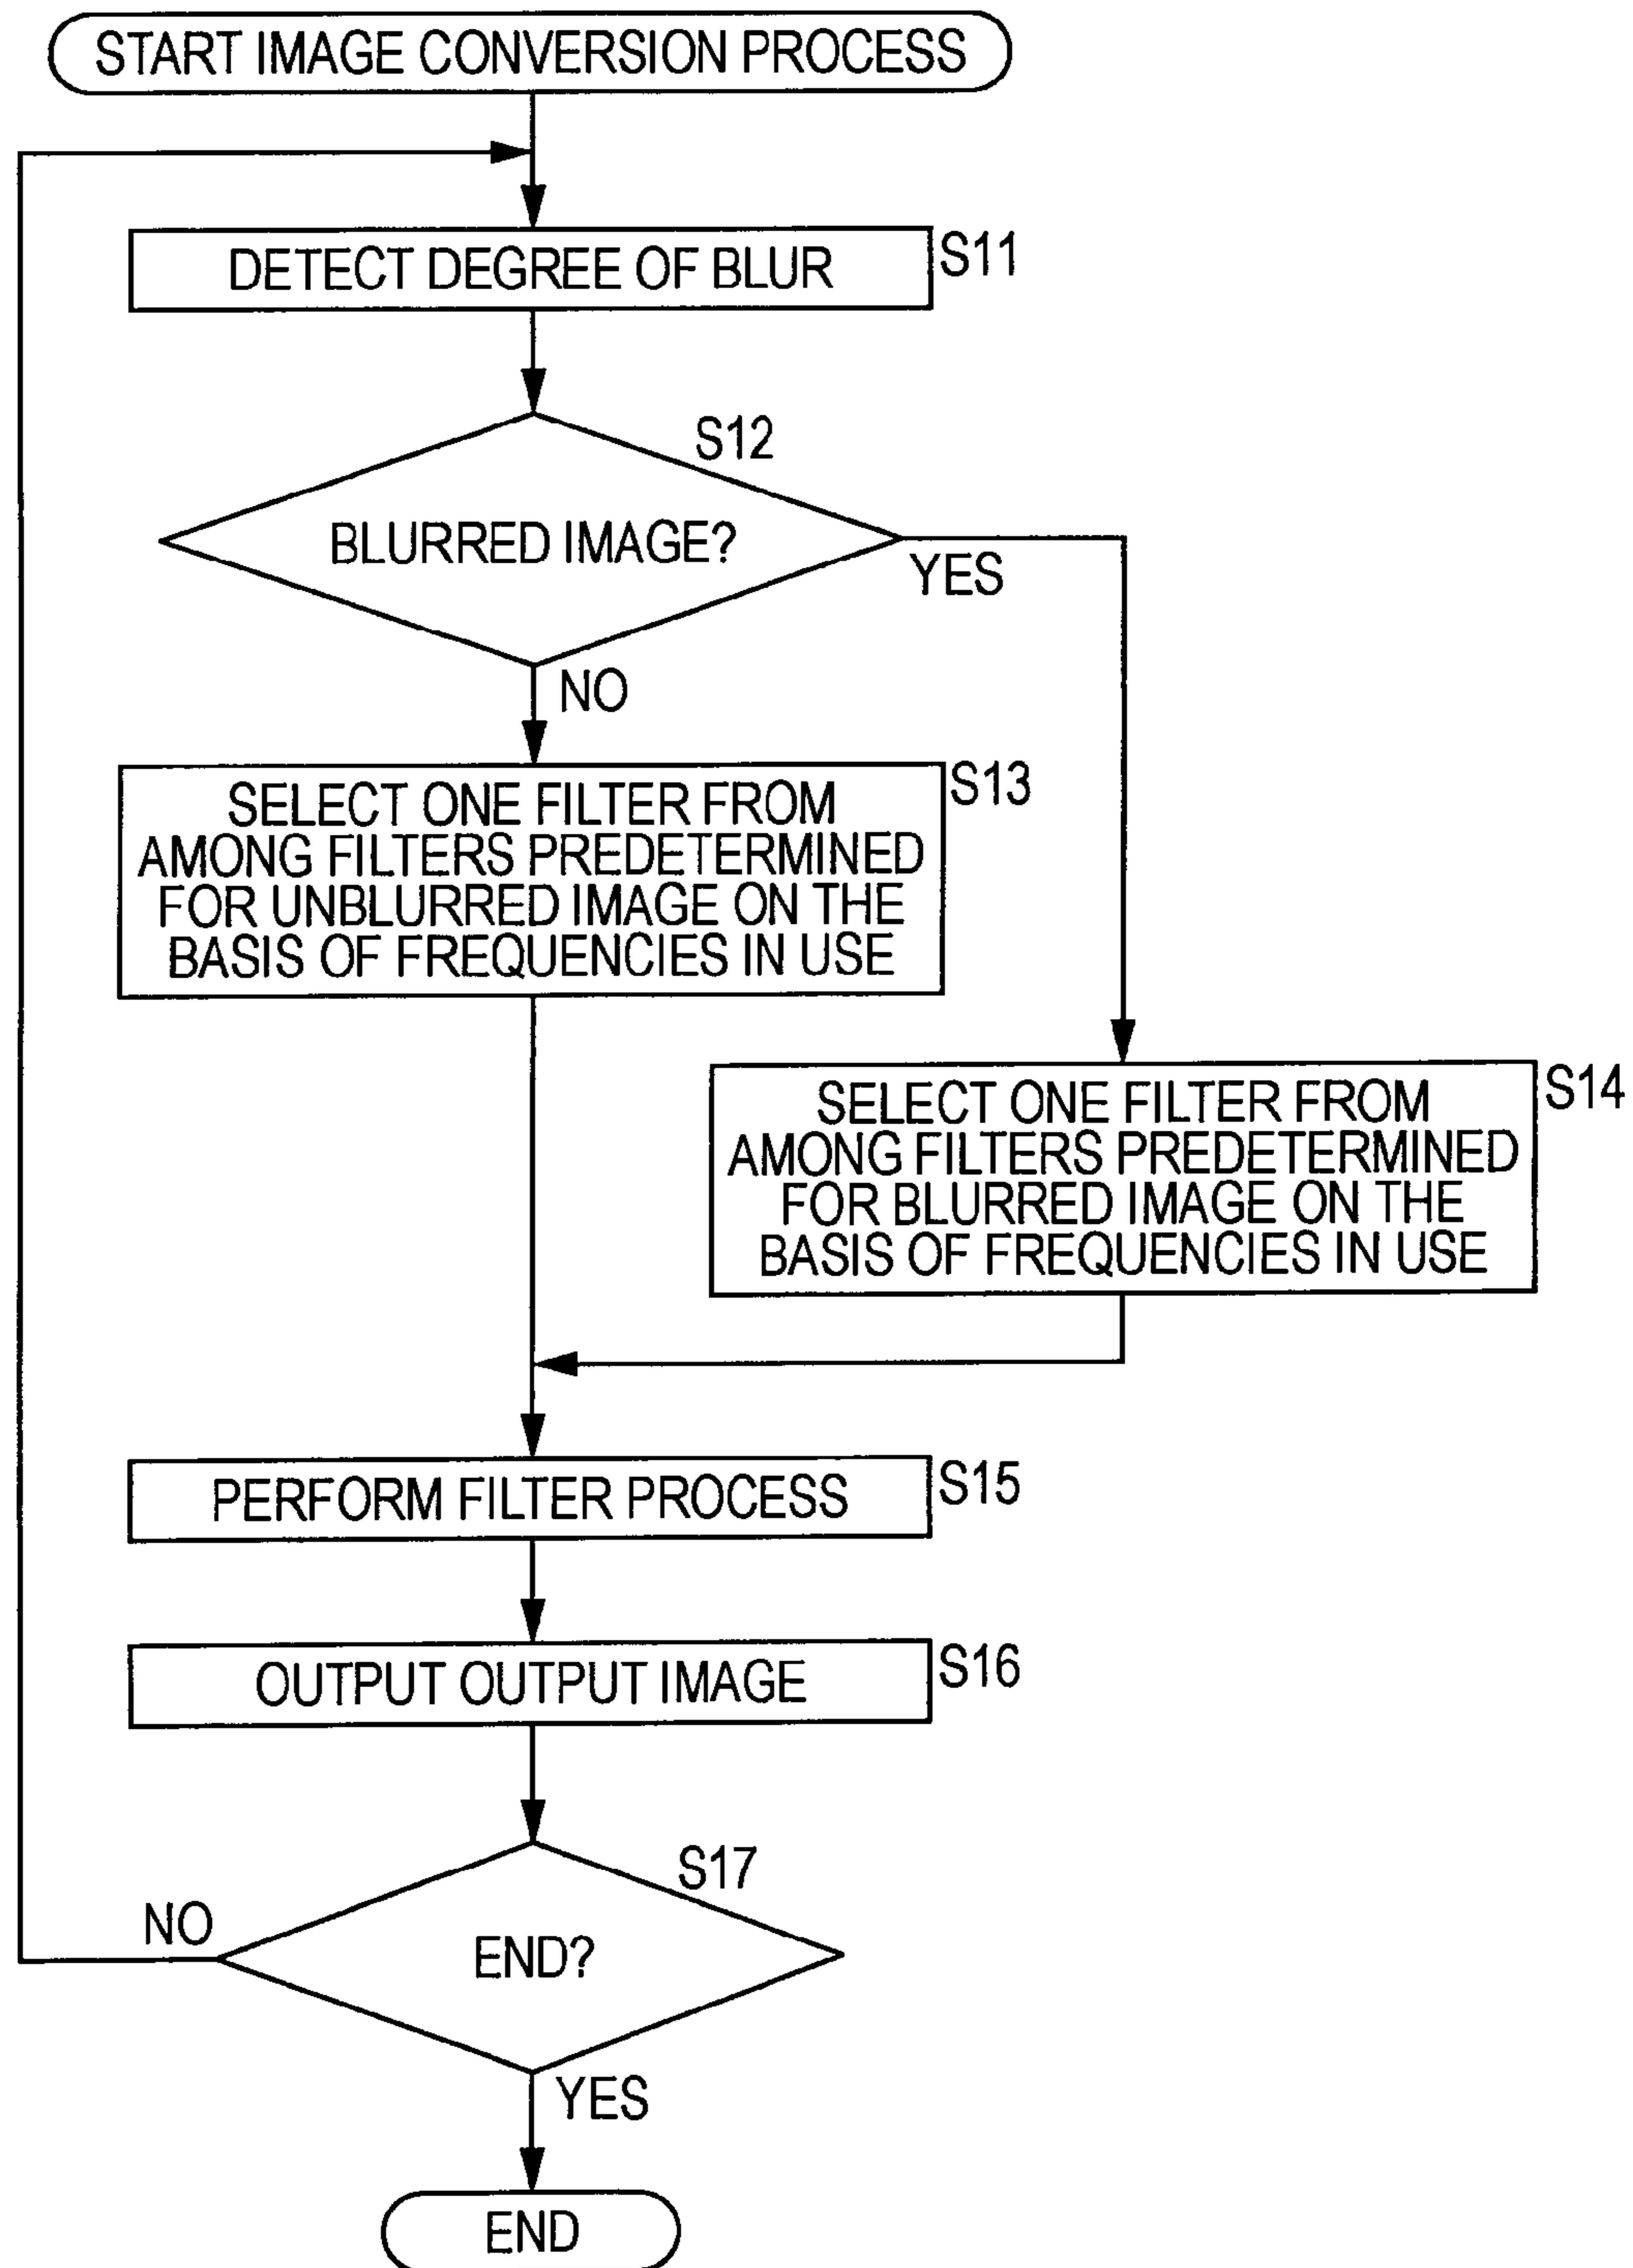 START IMAGE CONVERSION PROCESS
DETECT DEGREE OF BLUR
S11
S12
BLURRED IMAGE?
YES
NO
SELECT ONE FILTER FROM
AMONG FILTERS PREDETERMINED
FOR UNBLURRED IMAGE ON THE
BASIS OF FREQUENCIES IN USE
S13
SELECT ONE FILTER FROM
AMONG FILTERS PREDETERMINED
FOR BLURRED IMAGE ON THE
BASIS OF FREQUENCIES IN USE
S14
PERFORM FILTER PROCESS
S15
OUTPUT OUTPUT IMAGE
S16
S17
NO
END?
YES
END